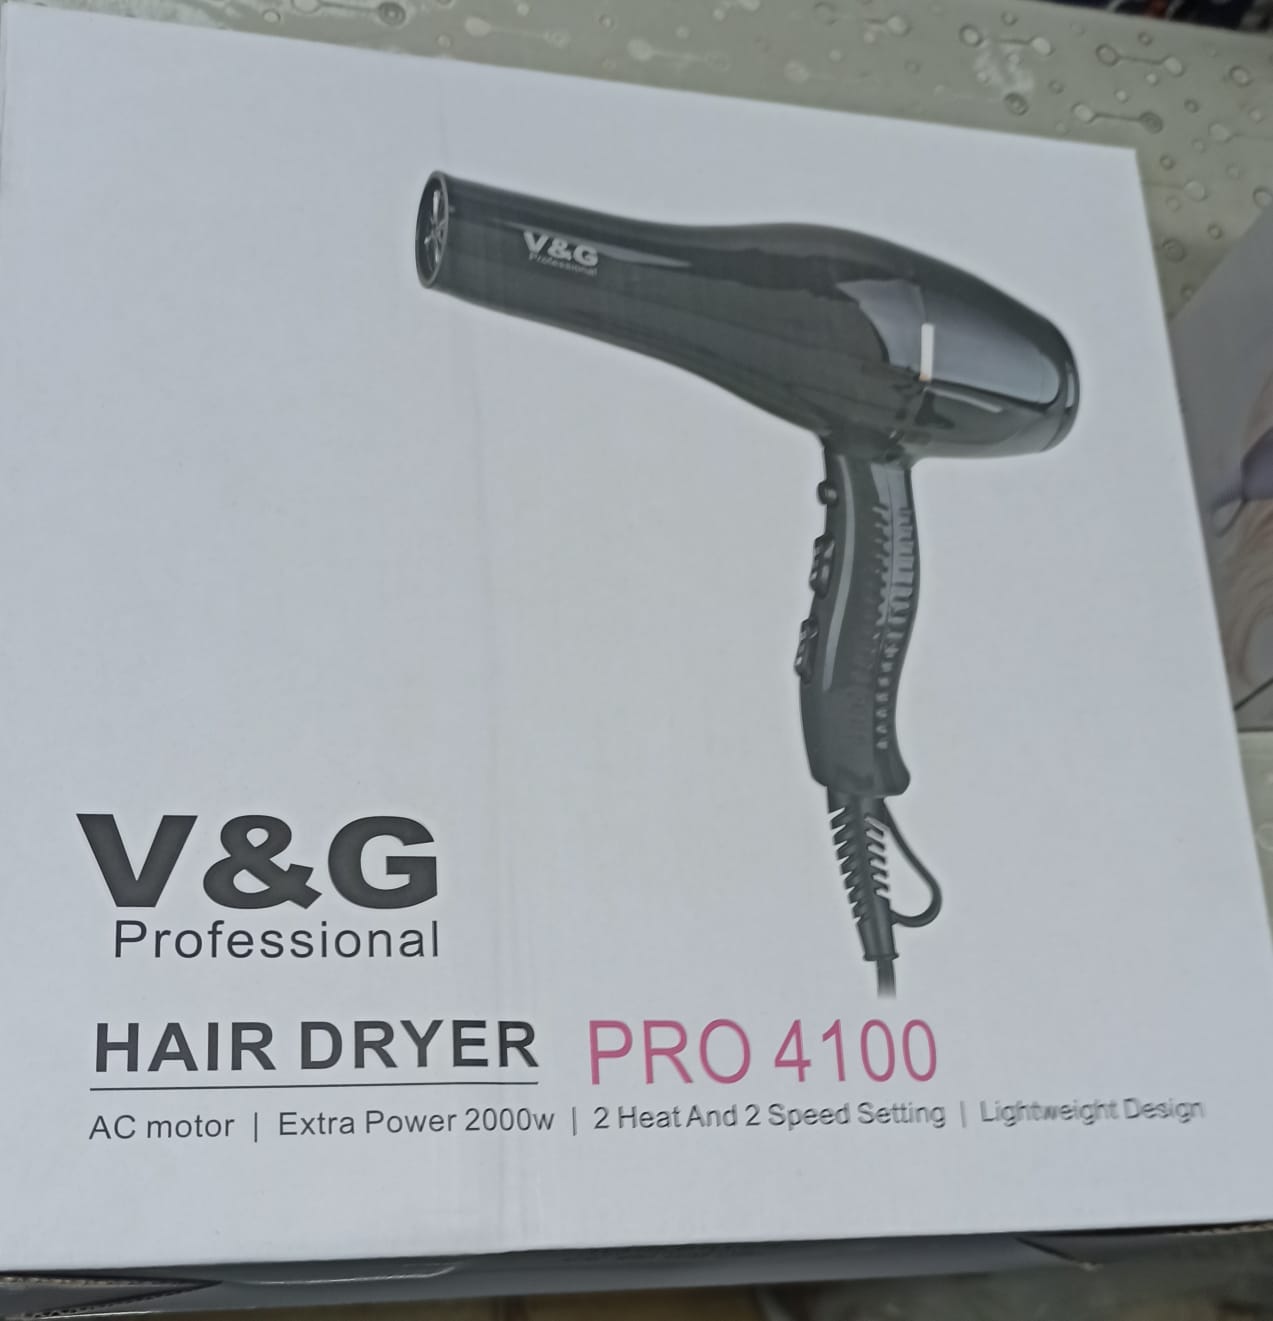 V&G
Professional
V&G
Professional
HAIR DRYER PRO 4100
AC motor | Extra Power 2000w | 2 Heat And 2 Speed Setting | Lightweight Design